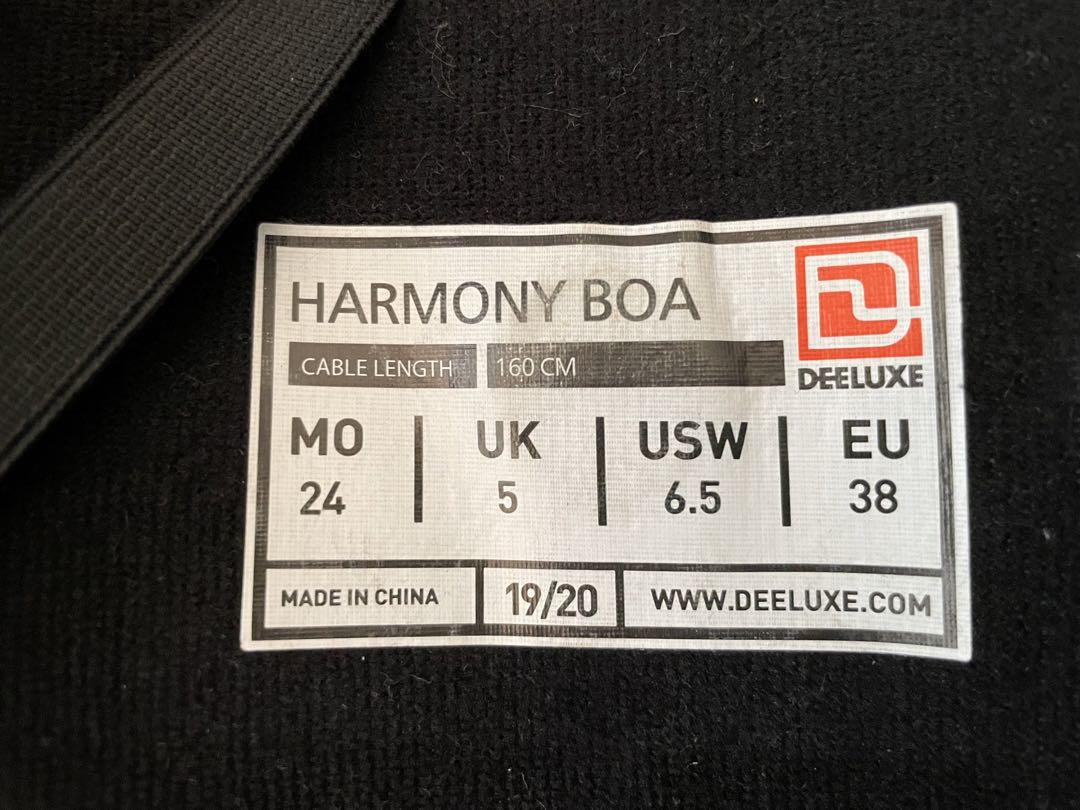 HARMONY BOA
CABLE LENGTH 160 CM
DEELUXE
MO UK USW EU
24 5 6.5 38
MADE IN CHINA 19/20 WWW.DEELUXE.COM